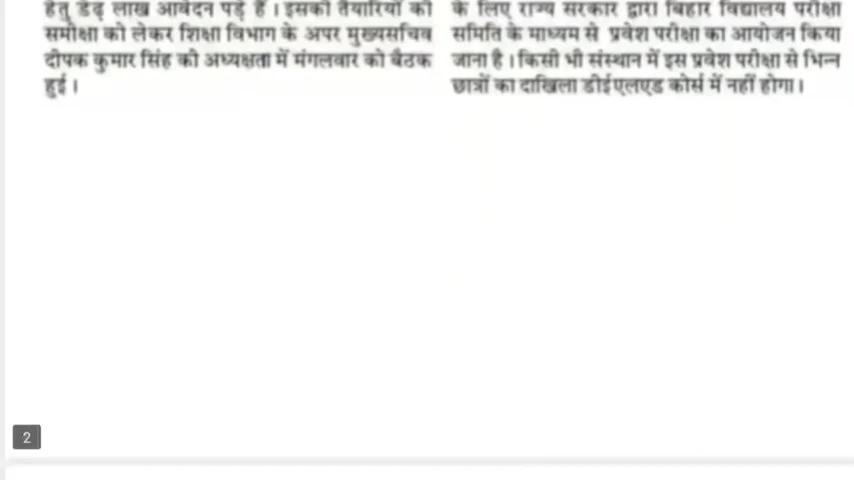 हेतु डेढ़ लाख आवेदन पड़े हैं । इसकी तैयारियों की
समीक्षा को लेकर शिक्षा विभाग के अपर मुख्यसचिव
दीपक कुमार सिंह की अध्यक्षता में मंगलवार को बैठक
हुई ।
के लिए राज्य सरकार द्वारा बिहार विद्यालय परीक्षा
समिति के माध्यम से प्रवेश परीक्षा का आयोजन किया
जाना है । किसी भी संस्थान में इस प्रवेश परीक्षा से भिन्न
छात्रों का दाखिला डीईएलएड कोर्स में नहीं होगा ।
2